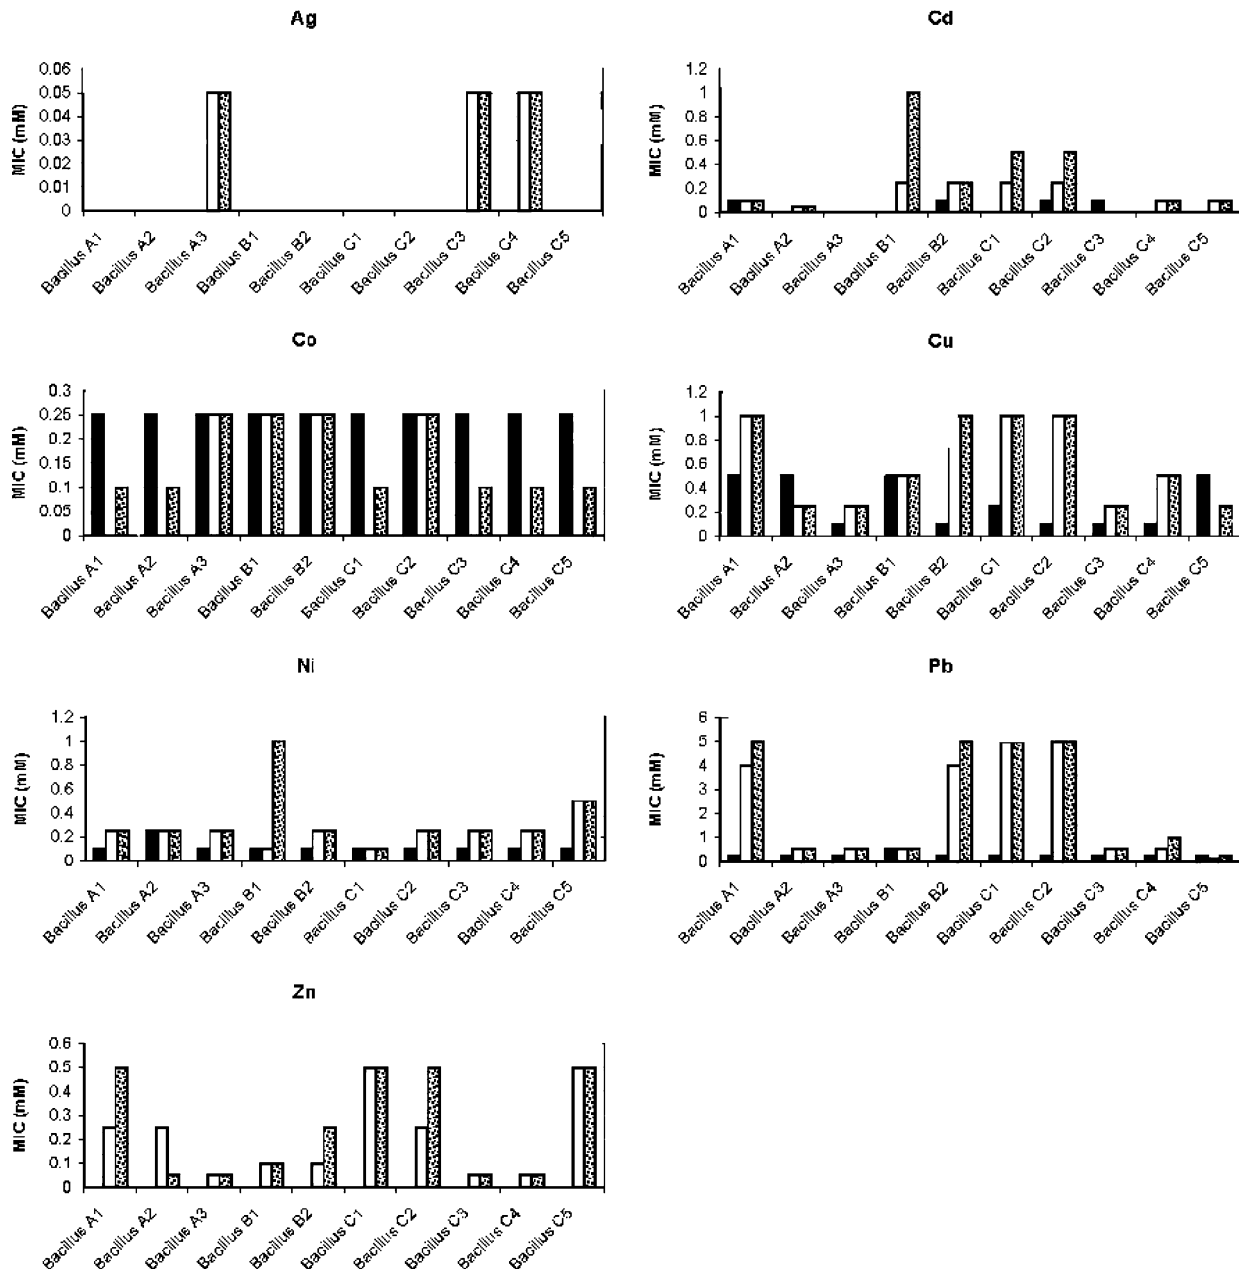 Ag
MIC (mM)
0.06
0.05
0.04
0.03
0.02
0.01
0
Bacillus A1
Bacillus A2
Bacillus A3
Bacillus B1
Bacillus B2
Bacillus C1
Bacillus C2
Bacillus C3
Bacillus C4
Bacillus C5
Cd
MIC (mM)
1.2
1
0.8
0.6
0.4
0.2
0
Bacillus A1
Bacillus A2
Bacillus A3
Bacillus B1
Bacillus B2
Bacillus C1
Bacillus C2
Bacillus C3
Bacillus C4
Bacillus C5
Co
MIC (mM)
0.3
0.25
0.2
0.15
0.1
0.05
0
Bacillus A1
Bacillus A2
Bacillus A3
Bacillus B1
Bacillus B2
Bacillus C1
Bacillus C2
Bacillus C3
Bacillus C4
Bacillus C5
Cu
MIC (mM)
1.2
1
0.8
0.6
0.4
0.2
0
Bacillus A1
Bacillus A2
Bacillus A3
Bacillus B1
Bacillus B2
Bacillus C1
Bacillus C2
Bacillus C3
Bacillus C4
Bacillus C5
Ni
MIC (mM)
1.2
1
0.8
0.6
0.4
0.2
0
Bacillus A1
Bacillus A2
Bacillus A3
Bacillus B1
Bacillus B2
Bacillus C1
Bacillus C2
Bacillus C3
Bacillus C4
Bacillus C5
Pb
MIC (mM)
6
5
4
3
2
1
0
Bacillus A1
Bacillus A2
Bacillus A3
Bacillus B1
Bacillus B2
Bacillus C1
Bacillus C2
Bacillus C3
Bacillus C4
Bacillus C5
Zn
MIC (mM)
0.6
0.5
0.4
0.3
0.2
0.1
0
Bacillus A1
Bacillus A2
Bacillus A3
Bacillus B1
Bacillus B2
Bacillus C1
Bacillus C2
Bacillus C3
Bacillus C4
Bacillus C5